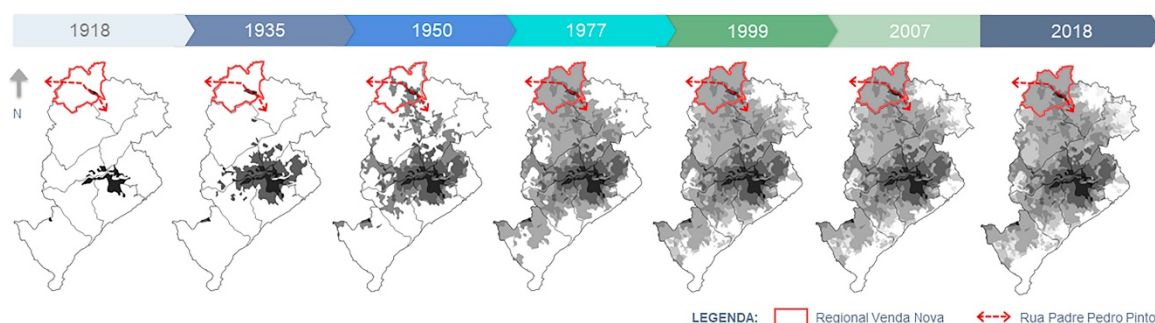 1918 1935 1950 1977 1999 2007 2018
N
LEGENDA: Regional Venda Nova Rua Padre Pedro Pinto